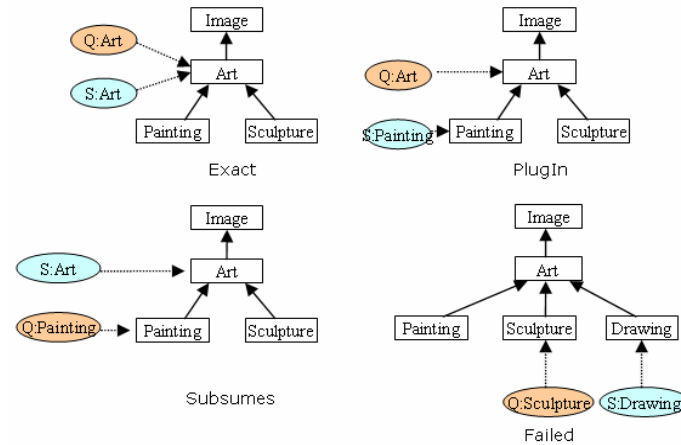 Image
Q:Art
Art
S:Art
Painting
Sculpture
Exact
Image
Q:Art
Art
S:Painting
Painting
Sculpture
PlugIn
Image
S:Art
Art
Q:Painting
Painting
Sculpture
Subsumes
Image
Art
Painting
Sculpture
Drawing
Q:Sculpture
S:Drawing
Failed